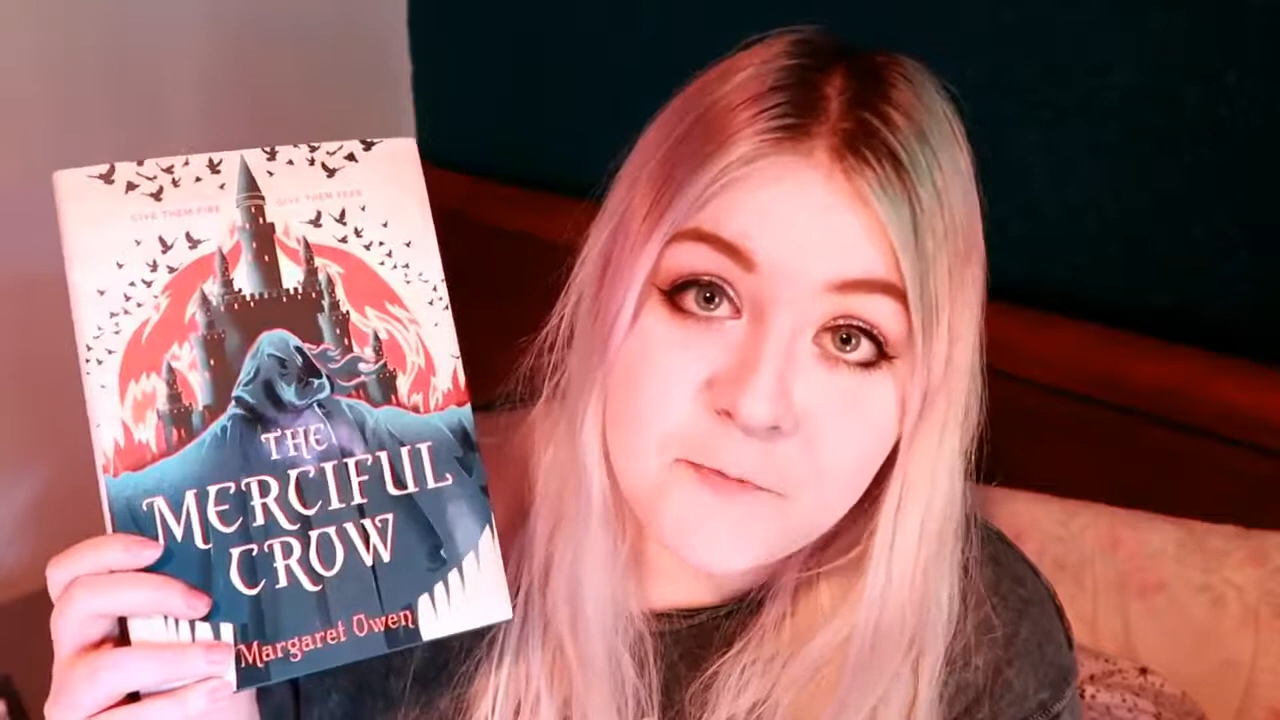 GIVE THEM FIRE GIVE THEM FEAR
THE
MERCIFUL
CROW
Margaret Owen